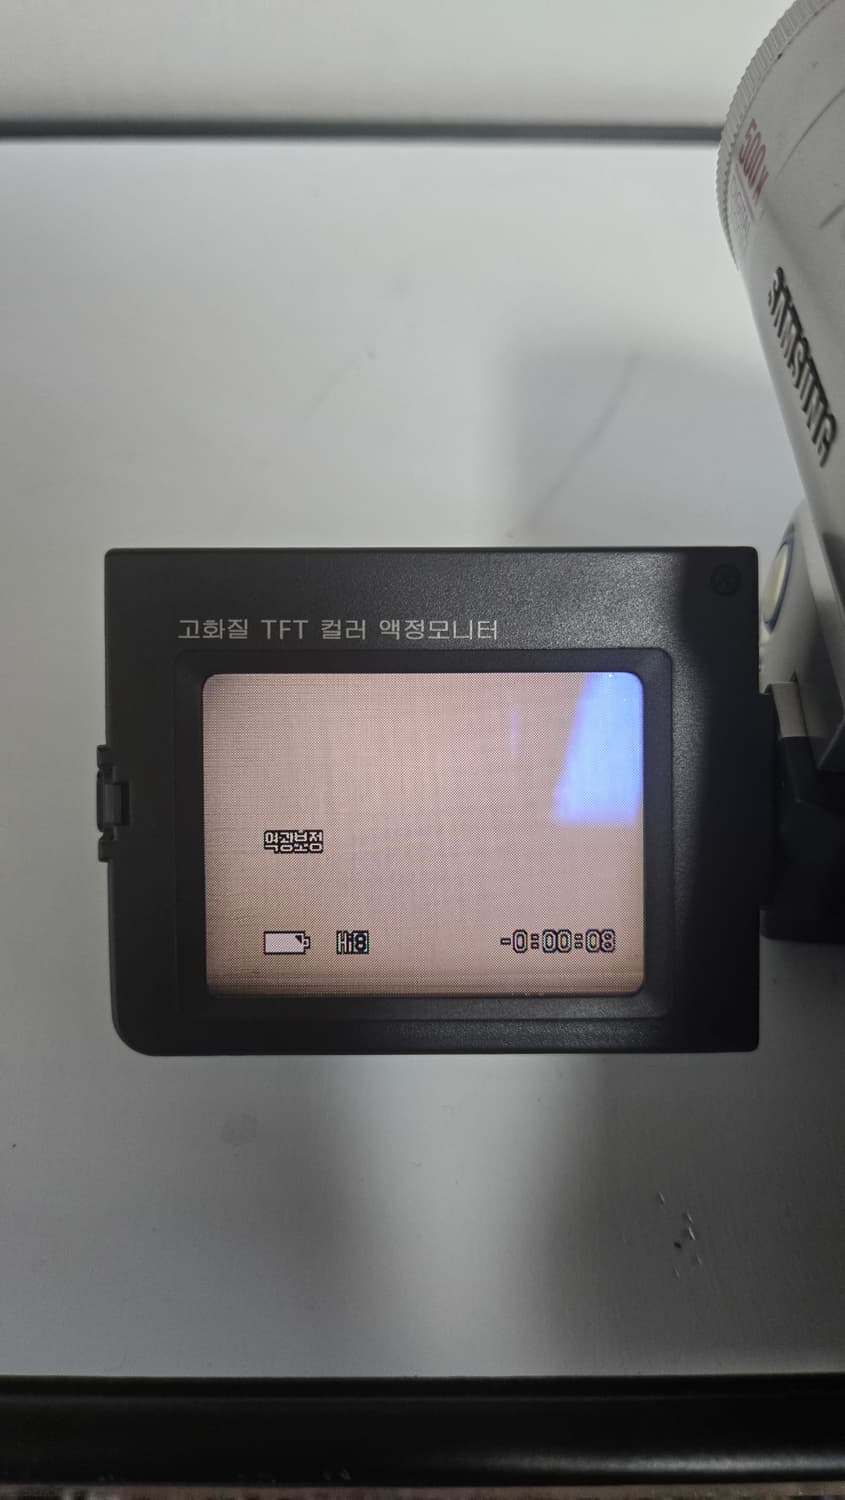 500x
SAMSUNG
고화질 TFT 컬러 액정모니터
역광보정
Hi8
-0:00:08